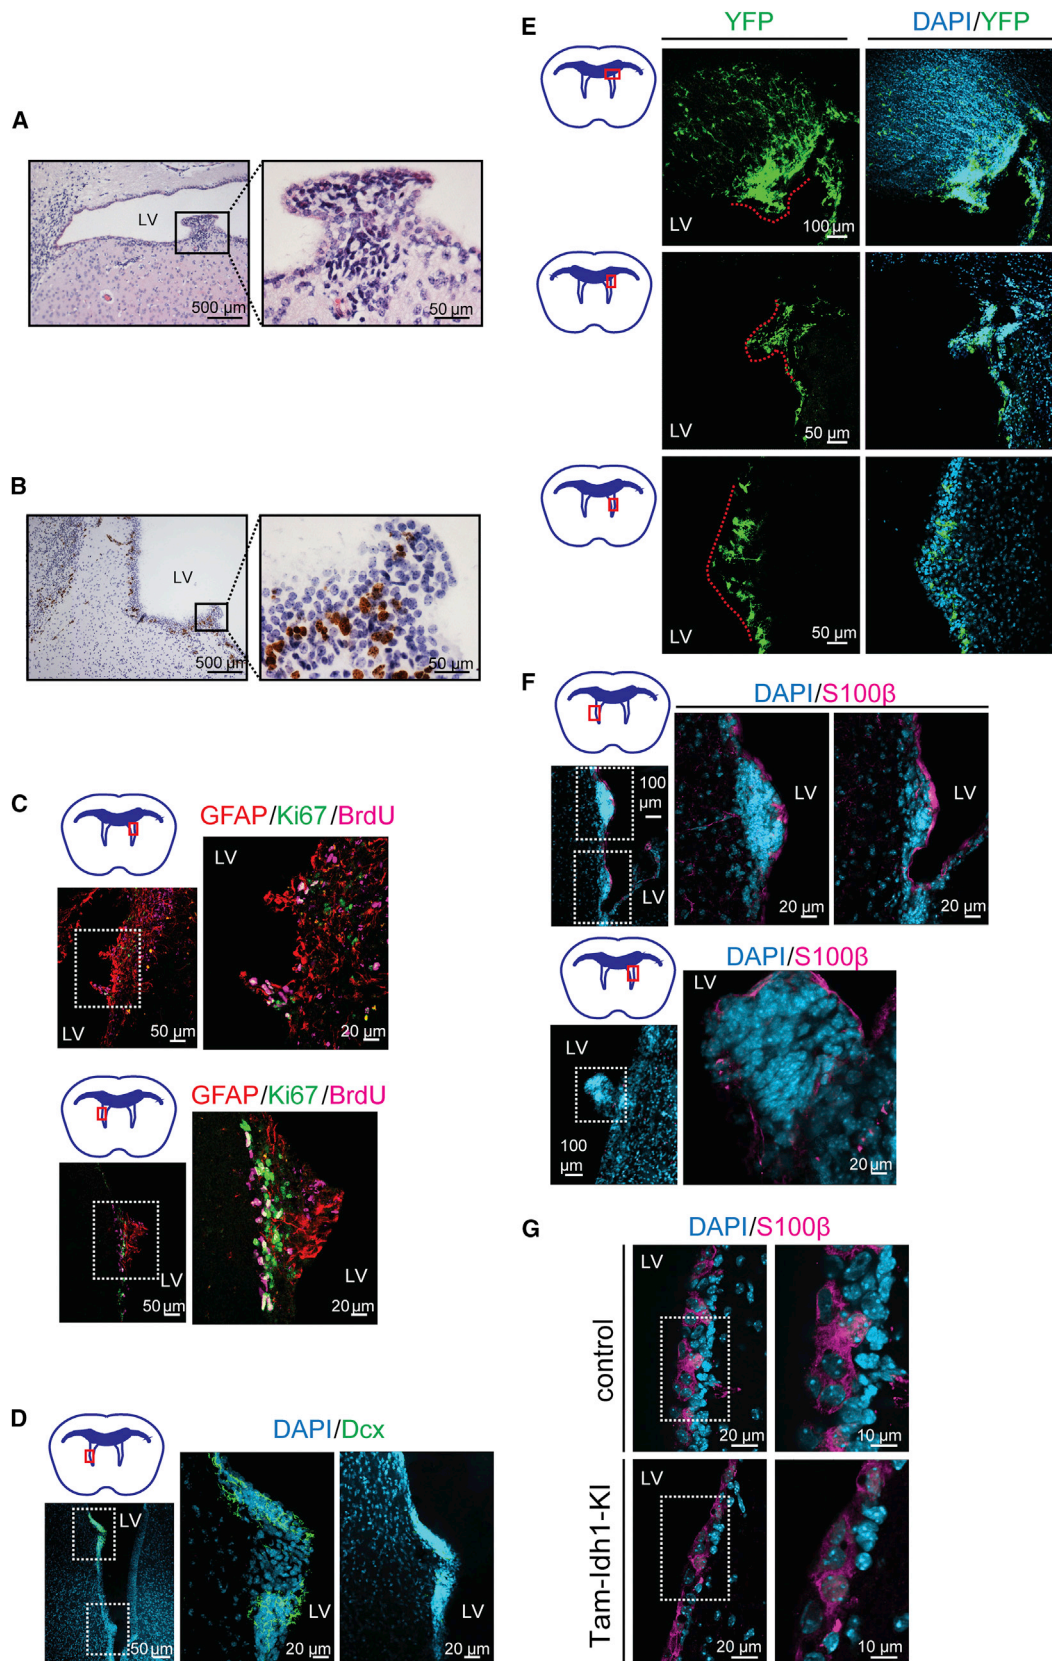 A
LV
500 µm
50 µm
B
LV
500 µm
50 µm
C
GFAP/Ki67/BrdU
LV
LV
50 µm
20 µm
GFAP/Ki67/BrdU
LV
50 µm
LV
20 µm
D
DAPI/Dcx
LV
50 µm
LV
20 µm
LV
20 µm
E
YFP
DAPI/YFP
LV
100 µm
LV
50 µm
LV
50 µm
F
DAPI/S100β
100
µm
LV
LV
20 µm
LV
20 µm
DAPI/S100β
LV
100
µm
LV
20 µm
G
DAPI/S100β
control
LV
20 µm
10 µm
Tam-Idh1-KI
LV
20 µm
10 µm